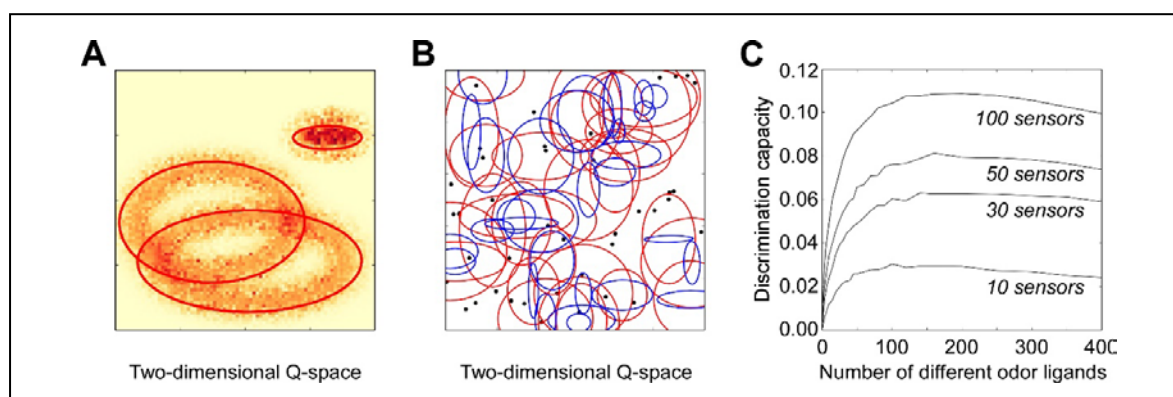 A
B
C
Two-dimensional Q-space
Two-dimensional Q-space
Discrimination capacity
0.12
0.10
0.08
0.06
0.04
0.02
0.00
100 sensors
50 sensors
30 sensors
10 sensors
0 100 200 300 400
Number of different odor ligands